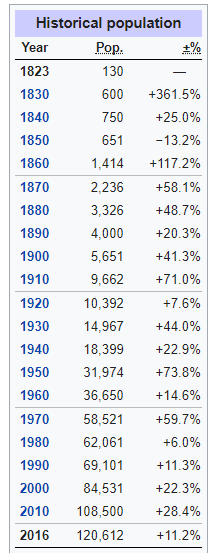 Historical population
Year Pop. ±%
1823 130 —
1830 600 +361.5%
1840 750 +25.0%
1850 651 −13.2%
1860 1,414 +117.2%
1870 2,236 +58.1%
1880 3,326 +48.7%
1890 4,000 +20.3%
1900 5,651 +41.3%
1910 9,662 +71.0%
1920 10,392 +7.6%
1930 14,967 +44.0%
1940 18,399 +22.9%
1950 31,974 +73.8%
1960 36,650 +14.6%
1970 58,521 +59.7%
1980 62,061 +6.0%
1990 69,101 +11.3%
2000 84,531 +22.3%
2010 108,500 +28.4%
2016 120,612 +11.2%